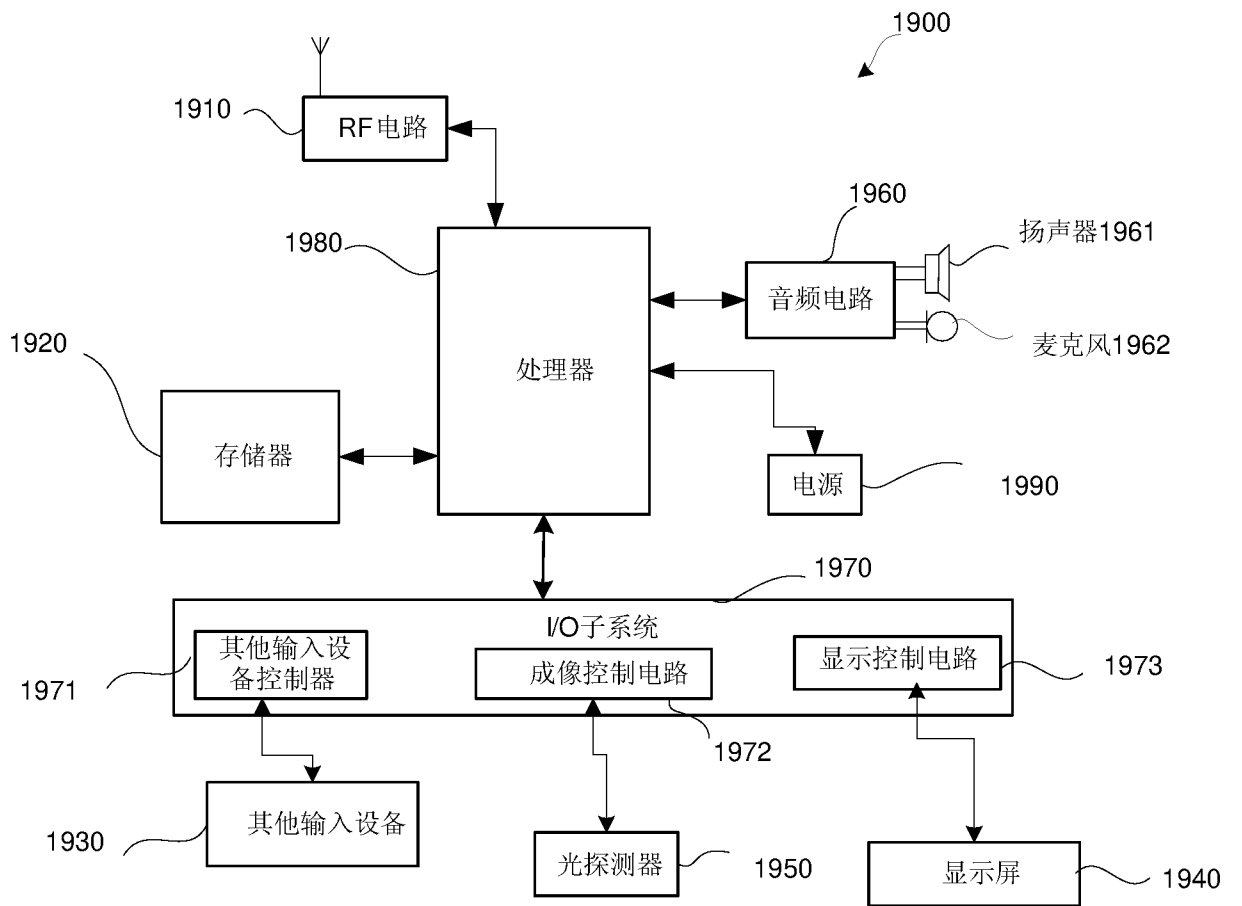 1900
1910
RF电路
1960
1980
扬声器1961
音频电路
1920
麦克风1962
处理器
存储器
电源
1990
1970
I/O子系统
其他输入设
备控制器
成像控制电路
显示控制电路
1971
1973
1972
1930
其他输入设备
光探测器
1950
显示屏
1940